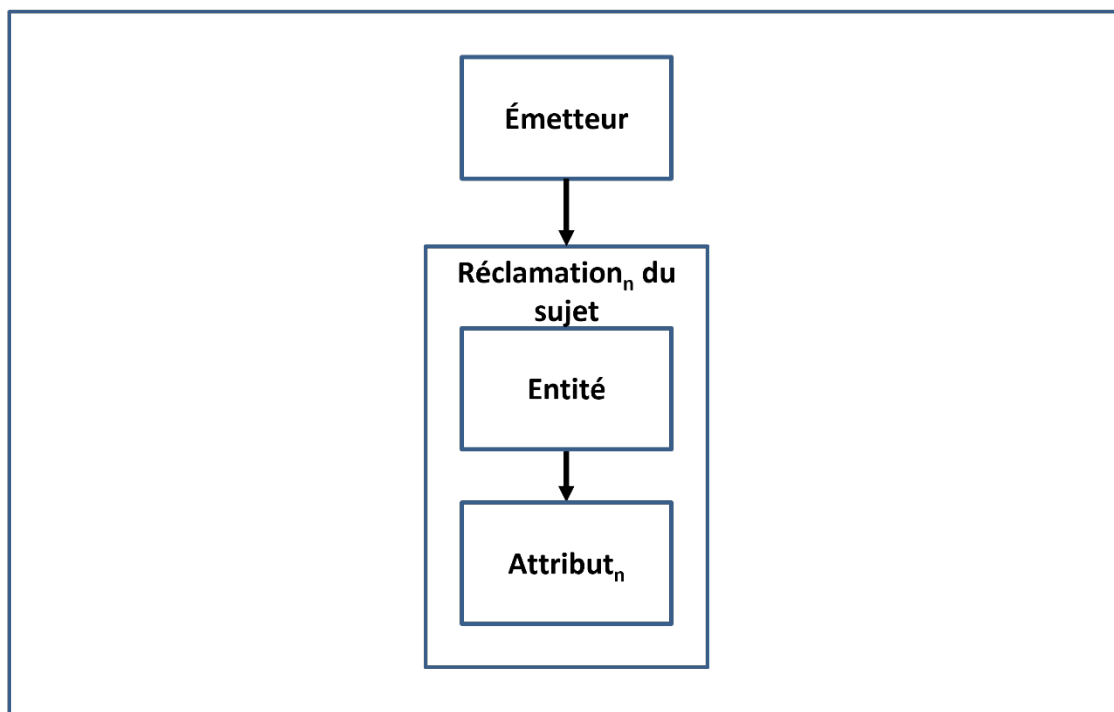 Émetteur
Réclamationₙ du
sujet
Entité
Attributₙ